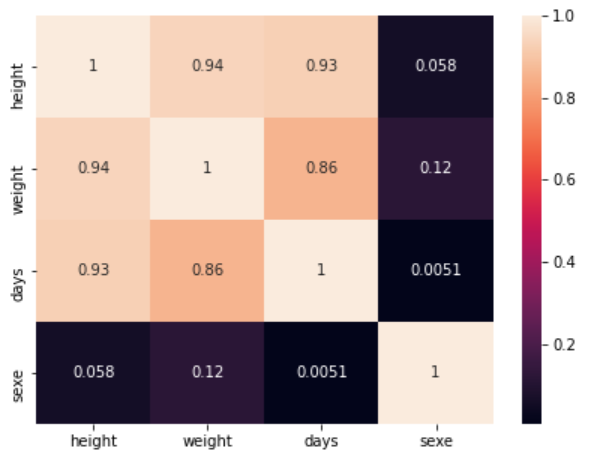 1.0
height 1 0.94 0.93 0.058
0.8
weight 0.94 1 0.86 0.12
0.6
0.4
days 0.93 0.86 1 0.0051
0.2
sexe 0.058 0.12 0.0051 1
height weight days sexe